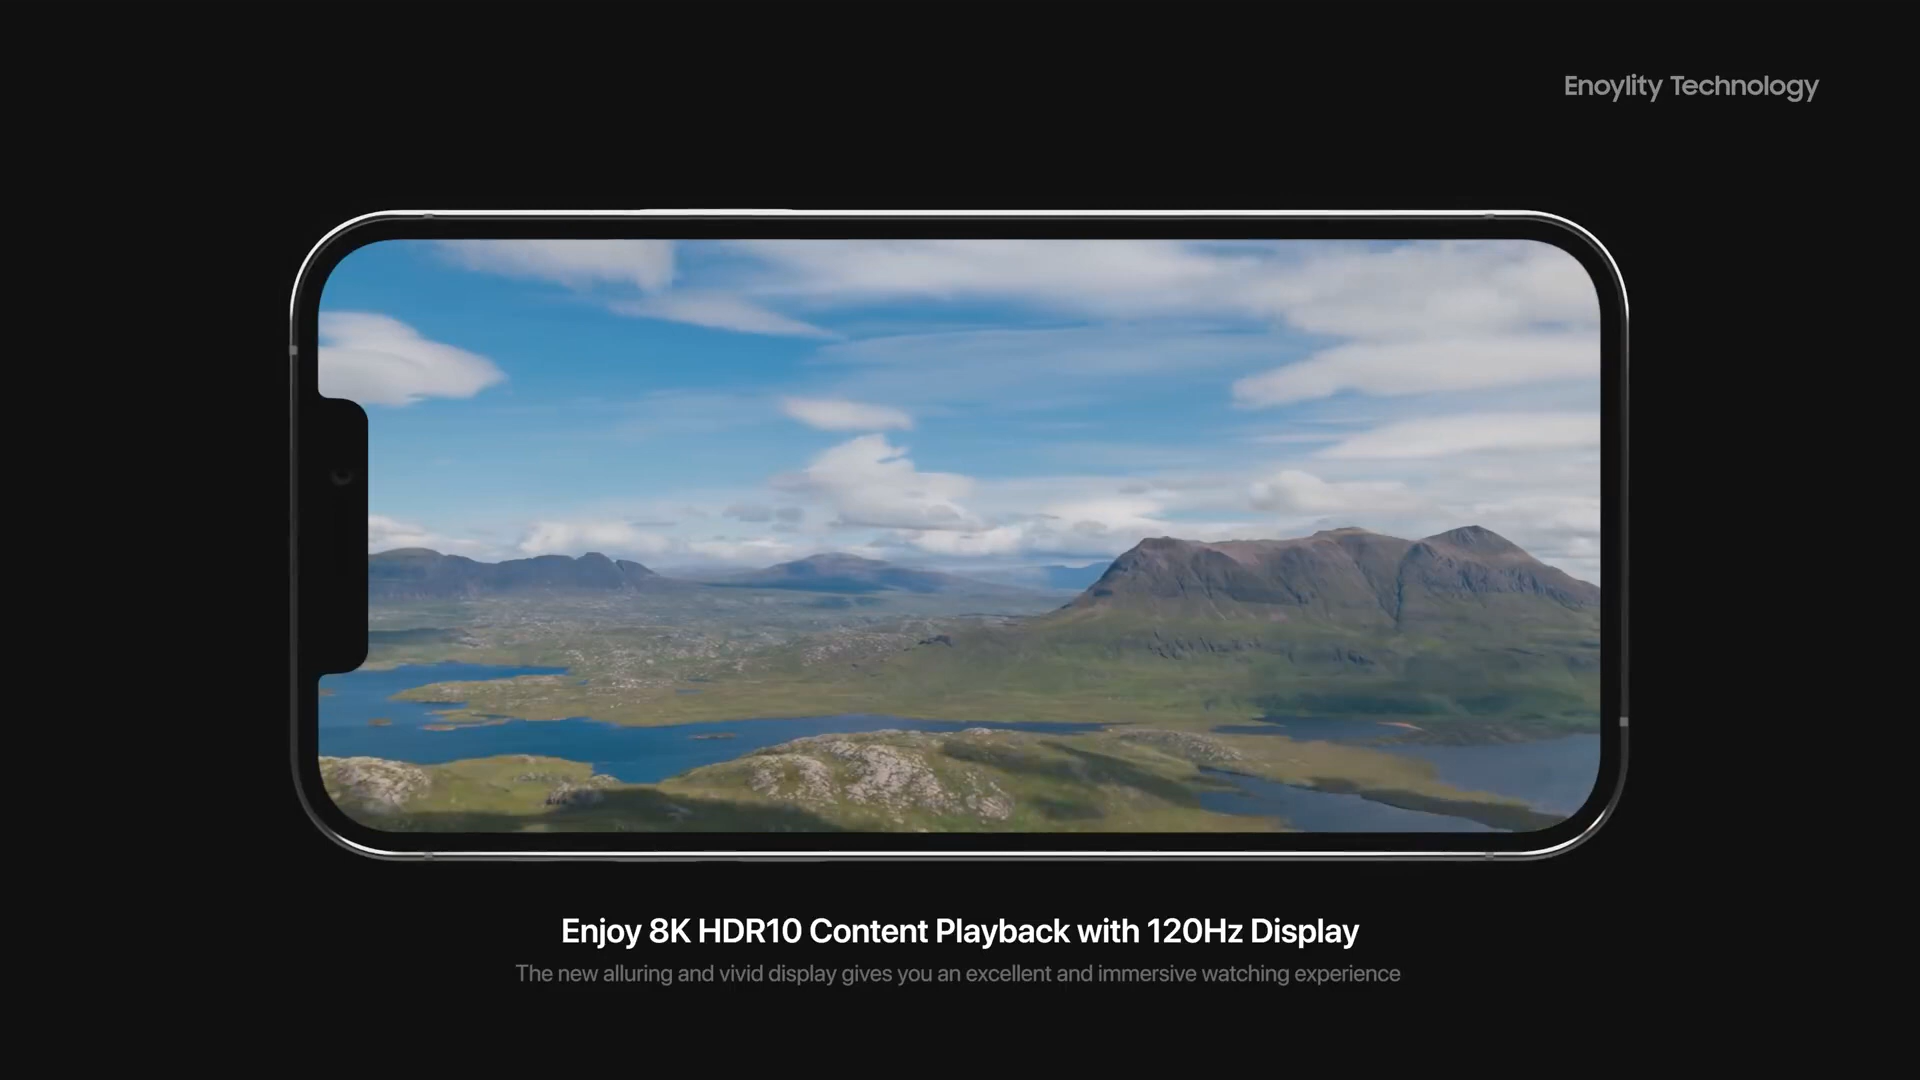 Enoylity Technology
Enjoy 8K HDR10 Content Playback with 120Hz Display
The new alluring and vivid display gives you an excellent and immersive watching experience